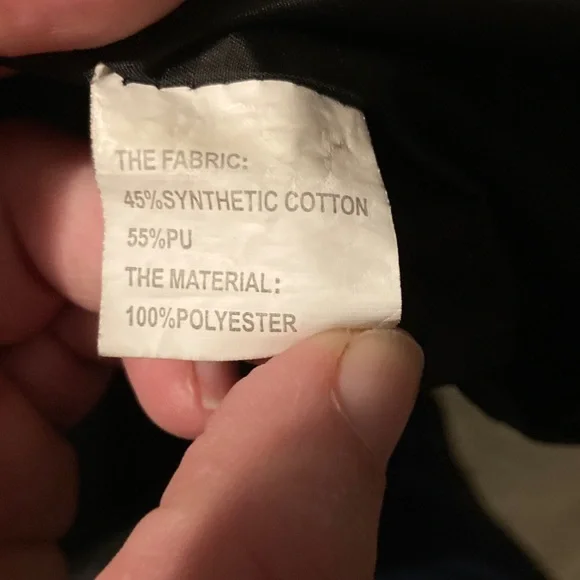 THE FABRIC:
45%SYNTHETIC COTTON
55%PU
THE MATERIAL:
100%POLYESTER